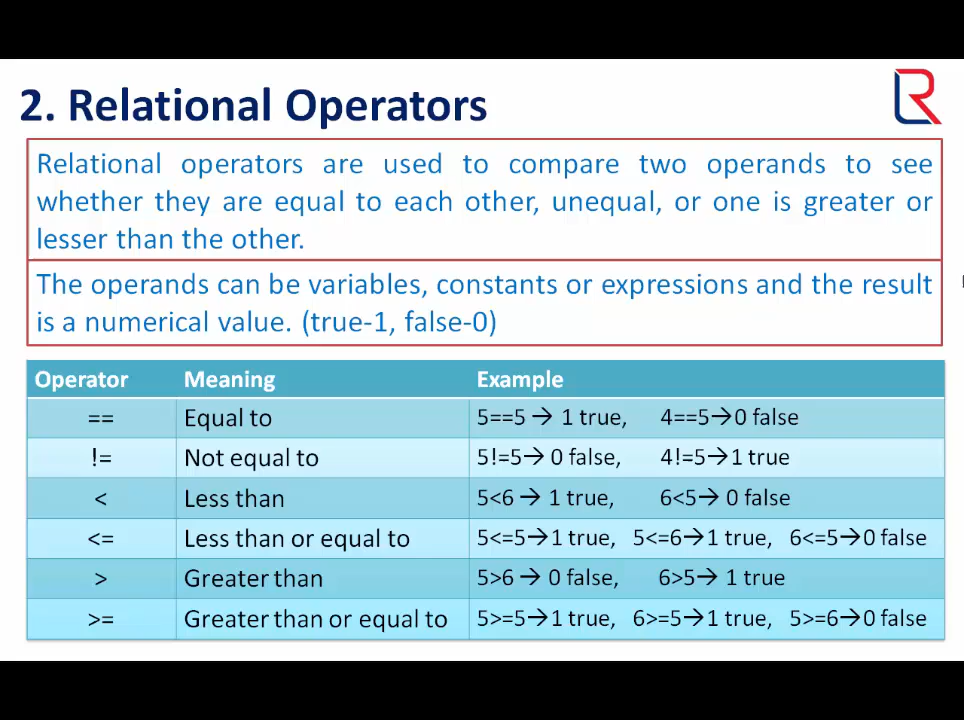 2. Relational Operators
Relational operators are used to compare two operands to see
whether they are equal to each other, unequal, or one is greater or
lesser than the other.
The operands can be variables, constants or expressions and the result
is a numerical value. (true-1, false-0)
Operator Meaning Example
== Equal to 5==5 → 1 true, 4==5→0 false
!= Not equal to 5!=5→ 0 false, 4!=5→1 true
< Less than 5<6 → 1 true, 6<5→ 0 false
<= Less than or equal to 5<=5→1 true, 5<=6→1 true, 6<=5→0 false
> Greater than 5>6 → 0 false, 6>5→ 1 true
>= Greater than or equal to 5>=5→1 true, 6>=5→1 true, 5>=6→0 false